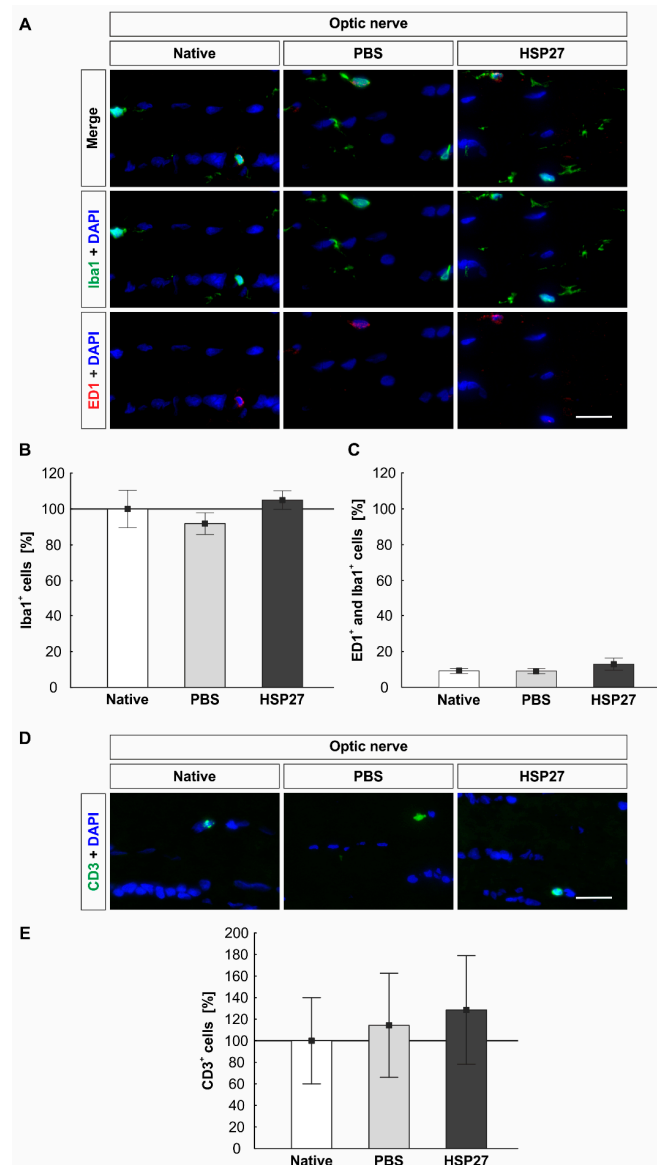 A
Optic nerve
Native PBS HSP27
Merge
Iba1 + DAPI
ED1 + DAPI
B
120
100
80
60
40
20
0
Iba1⁺ cells [%]
Native PBS HSP27
C
120
100
80
60
40
20
0
ED1⁺ and Iba1⁺ cells [%]
Native PBS HSP27
D
Optic nerve
Native PBS HSP27
CD3 + DAPI
E
200
180
160
140
120
100
80
60
40
20
0
CD3⁺ cells [%]
Native PBS HSP27